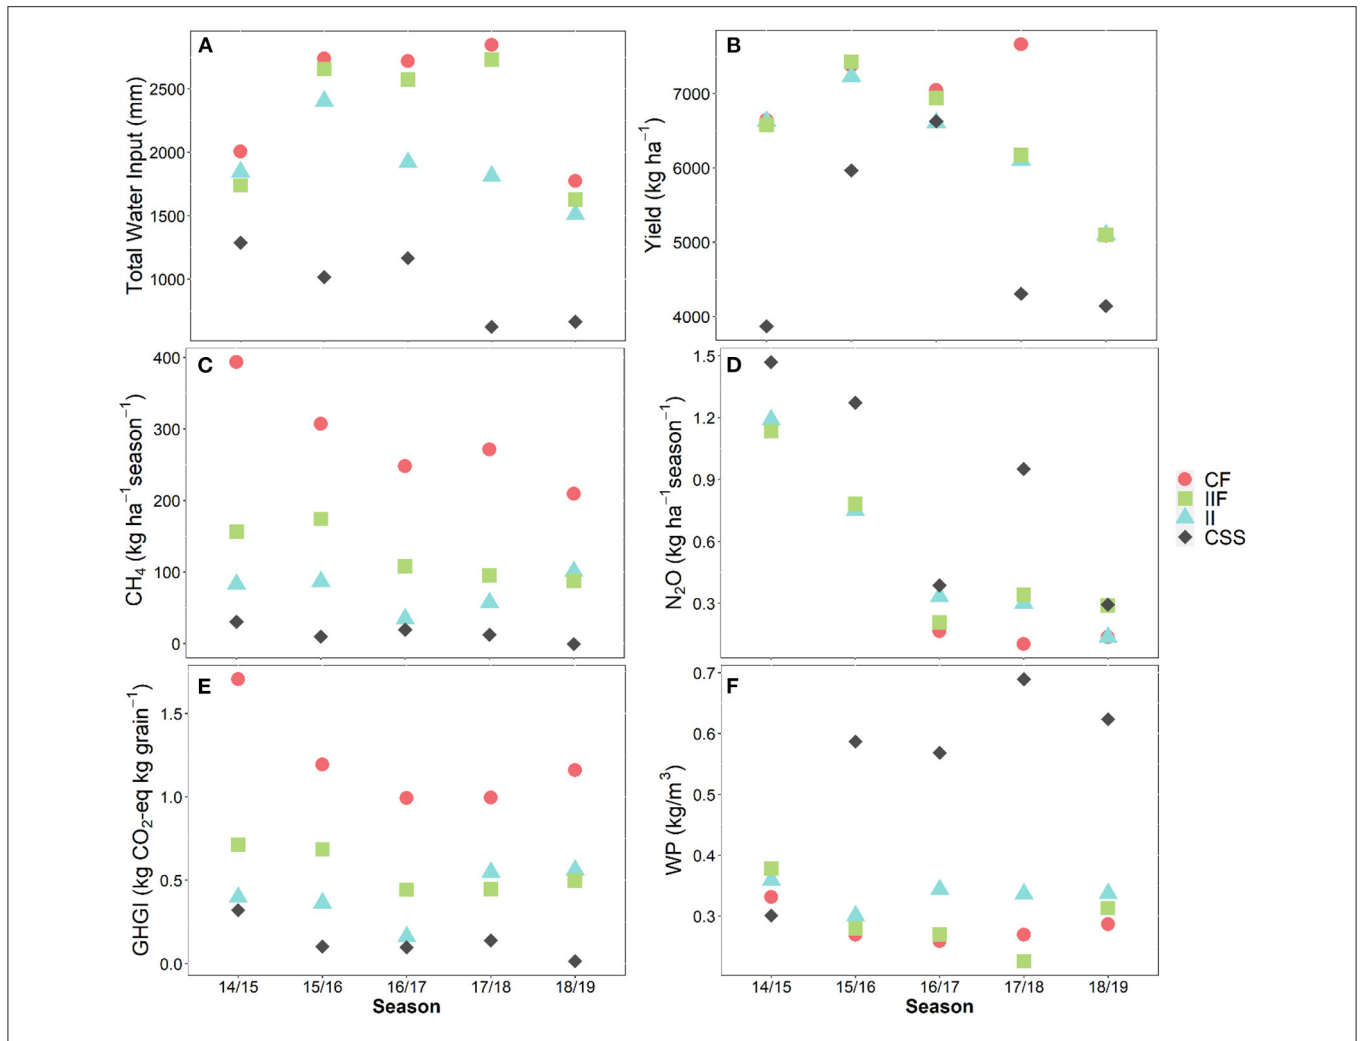 A
Total Water Input (mm)
2500
2000
1500
1000
B
Yield (kg ha⁻¹)
7000
6000
5000
4000
C
CH₄ (kg ha⁻¹season⁻¹)
400
300
200
100
0
D
N₂O (kg ha⁻¹season⁻¹)
1.5
1.2
0.9
0.6
0.3
CF
IIF
II
CSS
E
GHGI (kg CO₂-eq kg grain⁻¹)
1.5
1.0
0.5
0.0
14/15 15/16 16/17 17/18 18/19
Season
F
WP (kg/m³)
0.7
0.6
0.4
0.3
14/15 15/16 16/17 17/18 18/19
Season